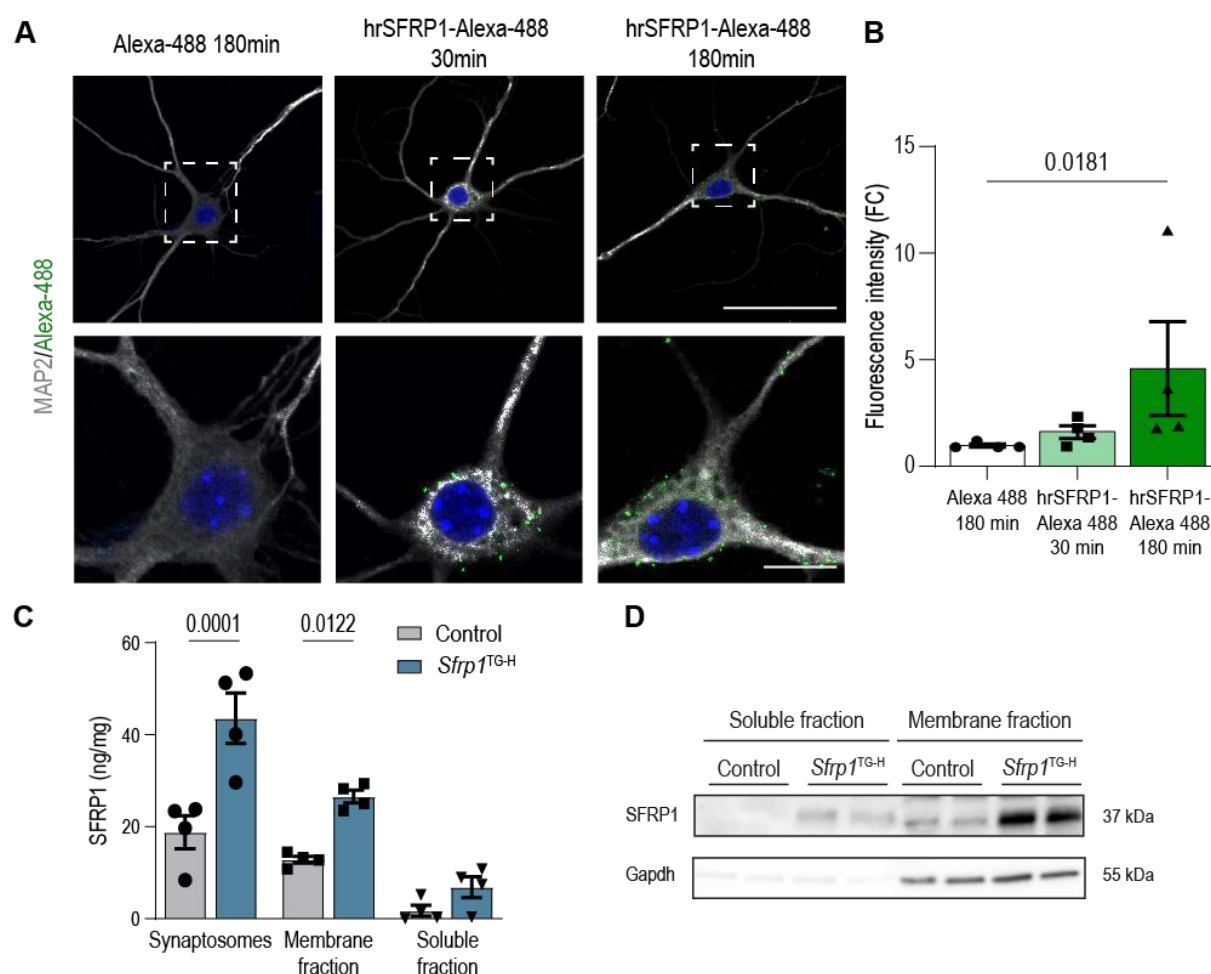 A
Alexa-488 180min
hrSFRP1-Alexa-488
30min
hrSFRP1-Alexa-488
180min
MAP2/Alexa-488
B
Fluorescence intensity (FC)
15
10
5
0
0.0181
Alexa 488
180 min
hrSFRP1-
Alexa 488
30 min
hrSFRP1-
Alexa 488
180 min
C
SFRP1 (ng/mg)
60
40
20
0
0.0001
0.0122
Control
Sfrp1TG-H
Synaptosomes
Membrane
fraction
Soluble
fraction
D
Soluble fraction
Membrane fraction
Control
Sfrp1TG-H
Control
Sfrp1TG-H
SFRP1
37 kDa
Gapdh
55 kDa